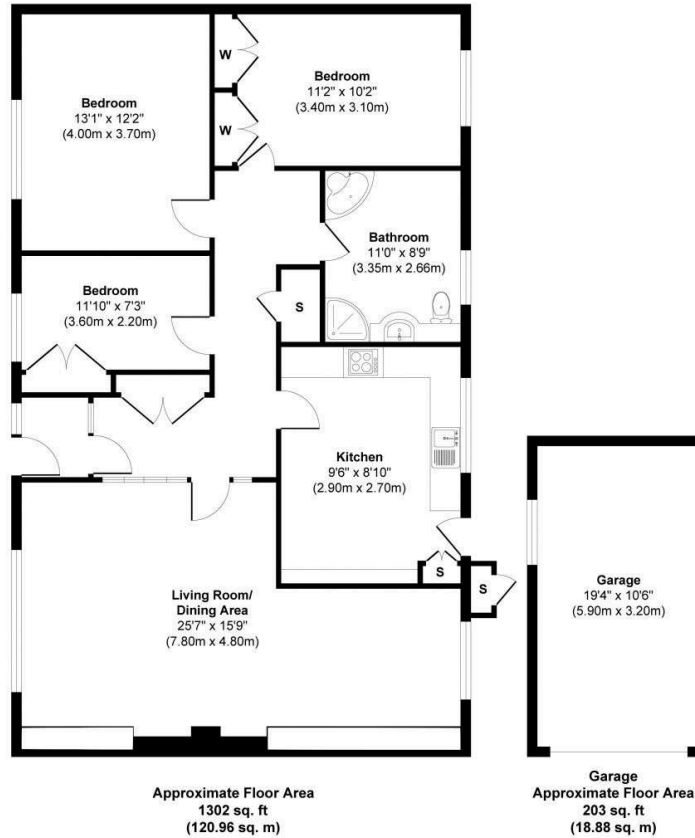 Bedroom
13'1" x 12'2"
(4.00m x 3.70m)
W
W
Bedroom
11'2" x 10'2"
(3.40m x 3.10m)
Bathroom
11'0" x 8'9"
(3.35m x 2.66m)
Bedroom
11'10" x 7'3"
(3.60m x 2.20m)
S
Kitchen
9'6" x 8'10"
(2.90m x 2.70m)
S
S
Living Room/
Dining Area
25'7" x 15'9"
(7.80m x 4.80m)
Garage
19'4" x 10'6"
(5.90m x 3.20m)
Approximate Floor Area
1302 sq. ft
(120.96 sq. m)
Garage
Approximate Floor Area
203 sq. ft
(18.88 sq. m)